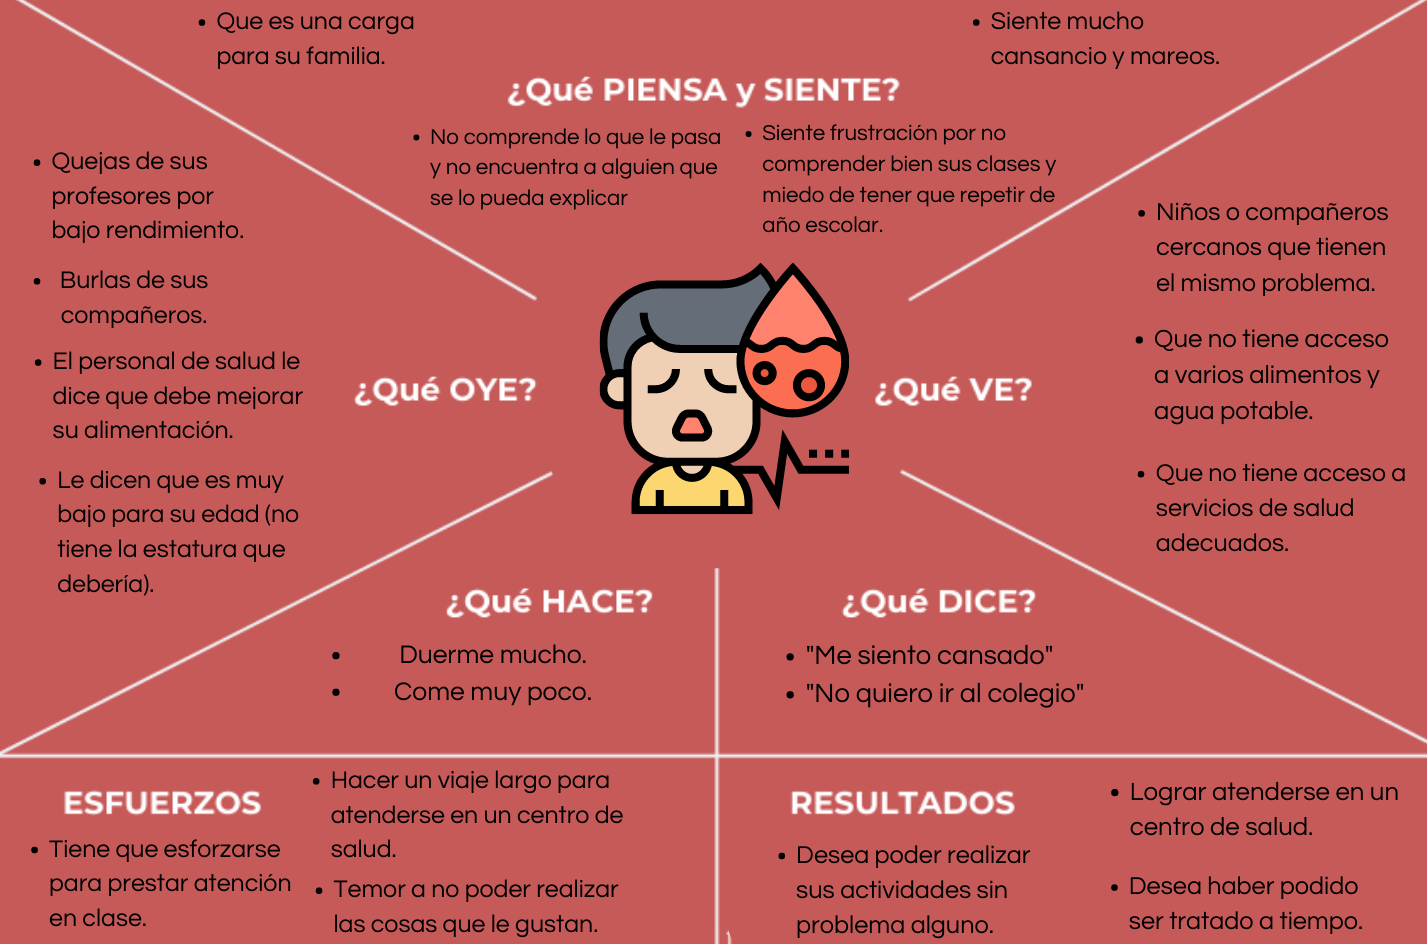 • Que es una carga
para su familia.
• Siente mucho
cansancio y mareos.
¿Qué PIENSA y SIENTE?
• No comprende lo que le pasa
y no encuentra a alguien que
se lo pueda explicar
• Siente frustración por no
comprender bien sus clases y
miedo de tener que repetir de
año escolar.
• Quejas de sus
profesores por
bajo rendimiento.
• Burlas de sus
compañeros.
• El personal de salud le
dice que debe mejorar
su alimentación.
• Le dicen que es muy
bajo para su edad (no
tiene la estatura que
debería).
¿Qué OYE?
¿Qué VE?
• Niños o compañeros
cercanos que tienen
el mismo problema.
• Que no tiene acceso
a varios alimentos y
agua potable.
• Que no tiene acceso a
servicios de salud
adecuados.
¿Qué HACE?
• Duerme mucho.
• Come muy poco.
¿Qué DICE?
• "Me siento cansado"
• "No quiero ir al colegio"
ESFUERZOS
• Tiene que esforzarse
para prestar atención
en clase.
• Hacer un viaje largo para
atenderse en un centro de
salud.
• Temor a no poder realizar
las cosas que le gustan.
RESULTADOS
• Desea poder realizar
sus actividades sin
problema alguno.
• Lograr atenderse en un
centro de salud.
• Desea haber podido
ser tratado a tiempo.